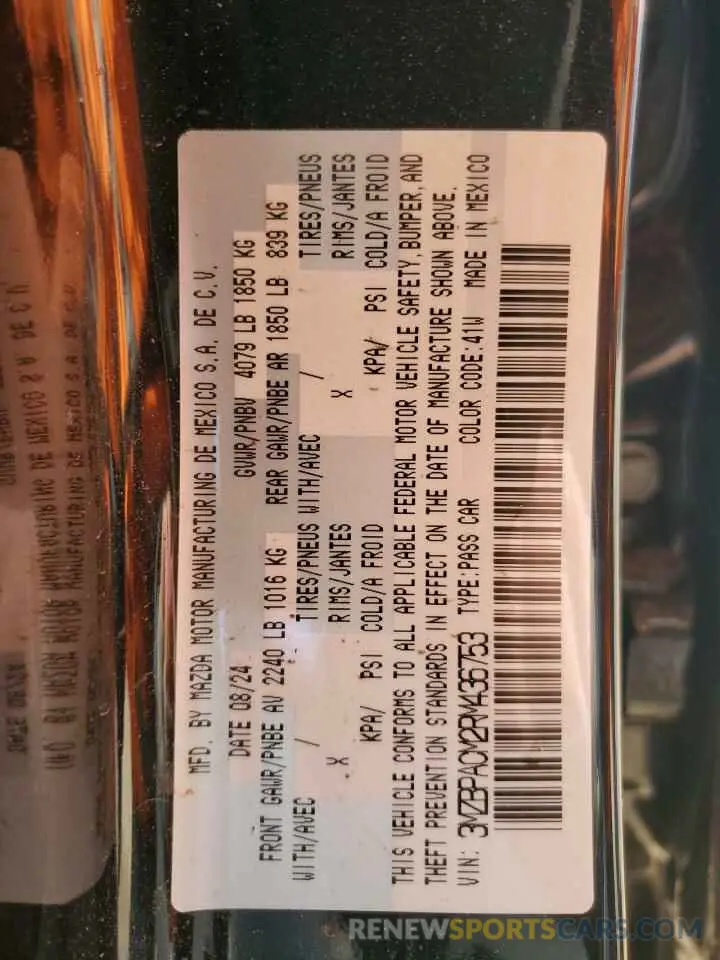 MFD. BY MAZDA MOTOR MANUFACTURING DE MEXICO S.A. DE C.V.
DATE 08/24 GVWR/PNBV 4079 LB 1850 KG
FRONT GAWR/PNBE AV 2240 LB 1016 KG REAR GAWR/PNBE AR 1850 LB 839 KG
WITH/AVEC / TIRES/PNEUS WITH/AVEC / TIRES/PNEUS
X RIMS/JANTES X RIMS/JANTES
KPA/ PSI COLD/A FROID KPA/ PSI COLD/A FROID
THIS VEHICLE CONFORMS TO ALL APPLICABLE FEDERAL MOTOR VEHICLE SAFETY, BUMPER, AND
THEFT PREVENTION STANDARDS IN EFFECT ON THE DATE OF MANUFACTURE SHOWN ABOVE.
VIN: 3MZBPA0M2RM436753 TYPE:PASS CAR COLOR CODE:41W MADE IN MEXICO
RENEWSPORTSCARS.COM